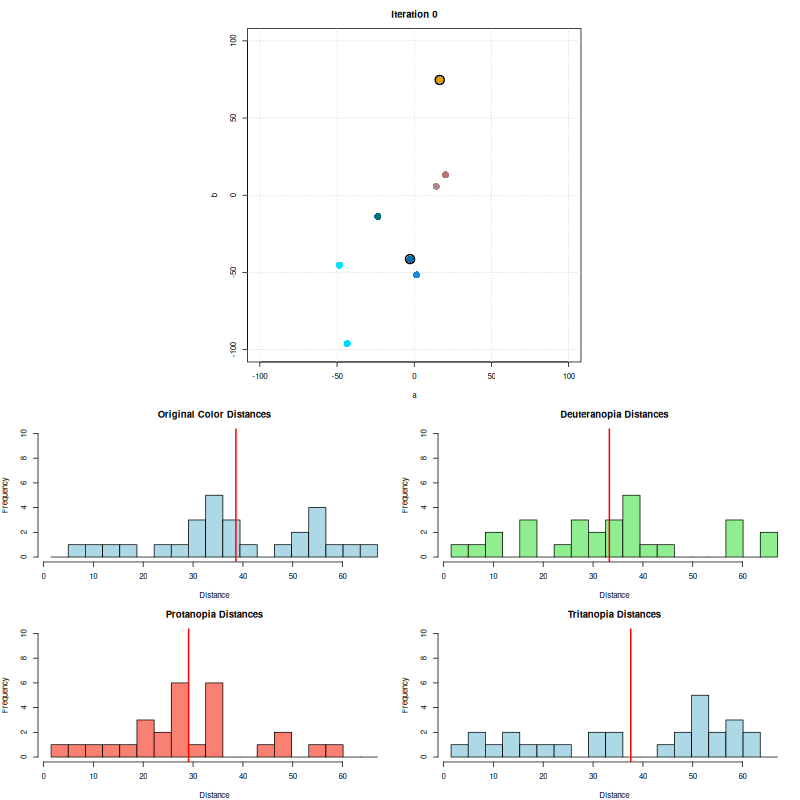 Iteration 0
100
50
0
-50
-100
b
-100 -50 0 50 100
a
Original Color Distances
10
8
6
4
2
0
Frequency
0 10 20 30 40 50 60
Distance
Deuteranopia Distances
10
8
6
4
2
0
Frequency
0 10 20 30 40 50 60
Distance
Protanopia Distances
10
8
6
4
2
0
Frequency
0 10 20 30 40 50 60
Distance
Tritanopia Distances
10
8
6
4
2
0
Frequency
0 10 20 30 40 50 60
Distance